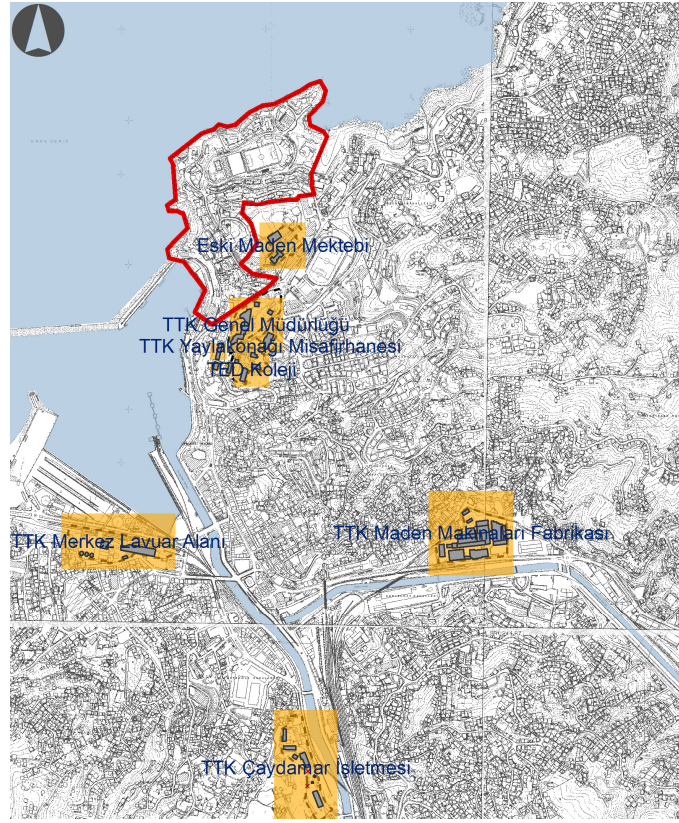 Eski Maden Mektebi
TTK Genel Müdürlüğü
TTK Yaylakonağı Misafirhanesi
TED Koleji
TTK Merkez Lavuar Alanı
TTK Maden Makinaları Fabrikası
TTK Çaydamar İşletmesi